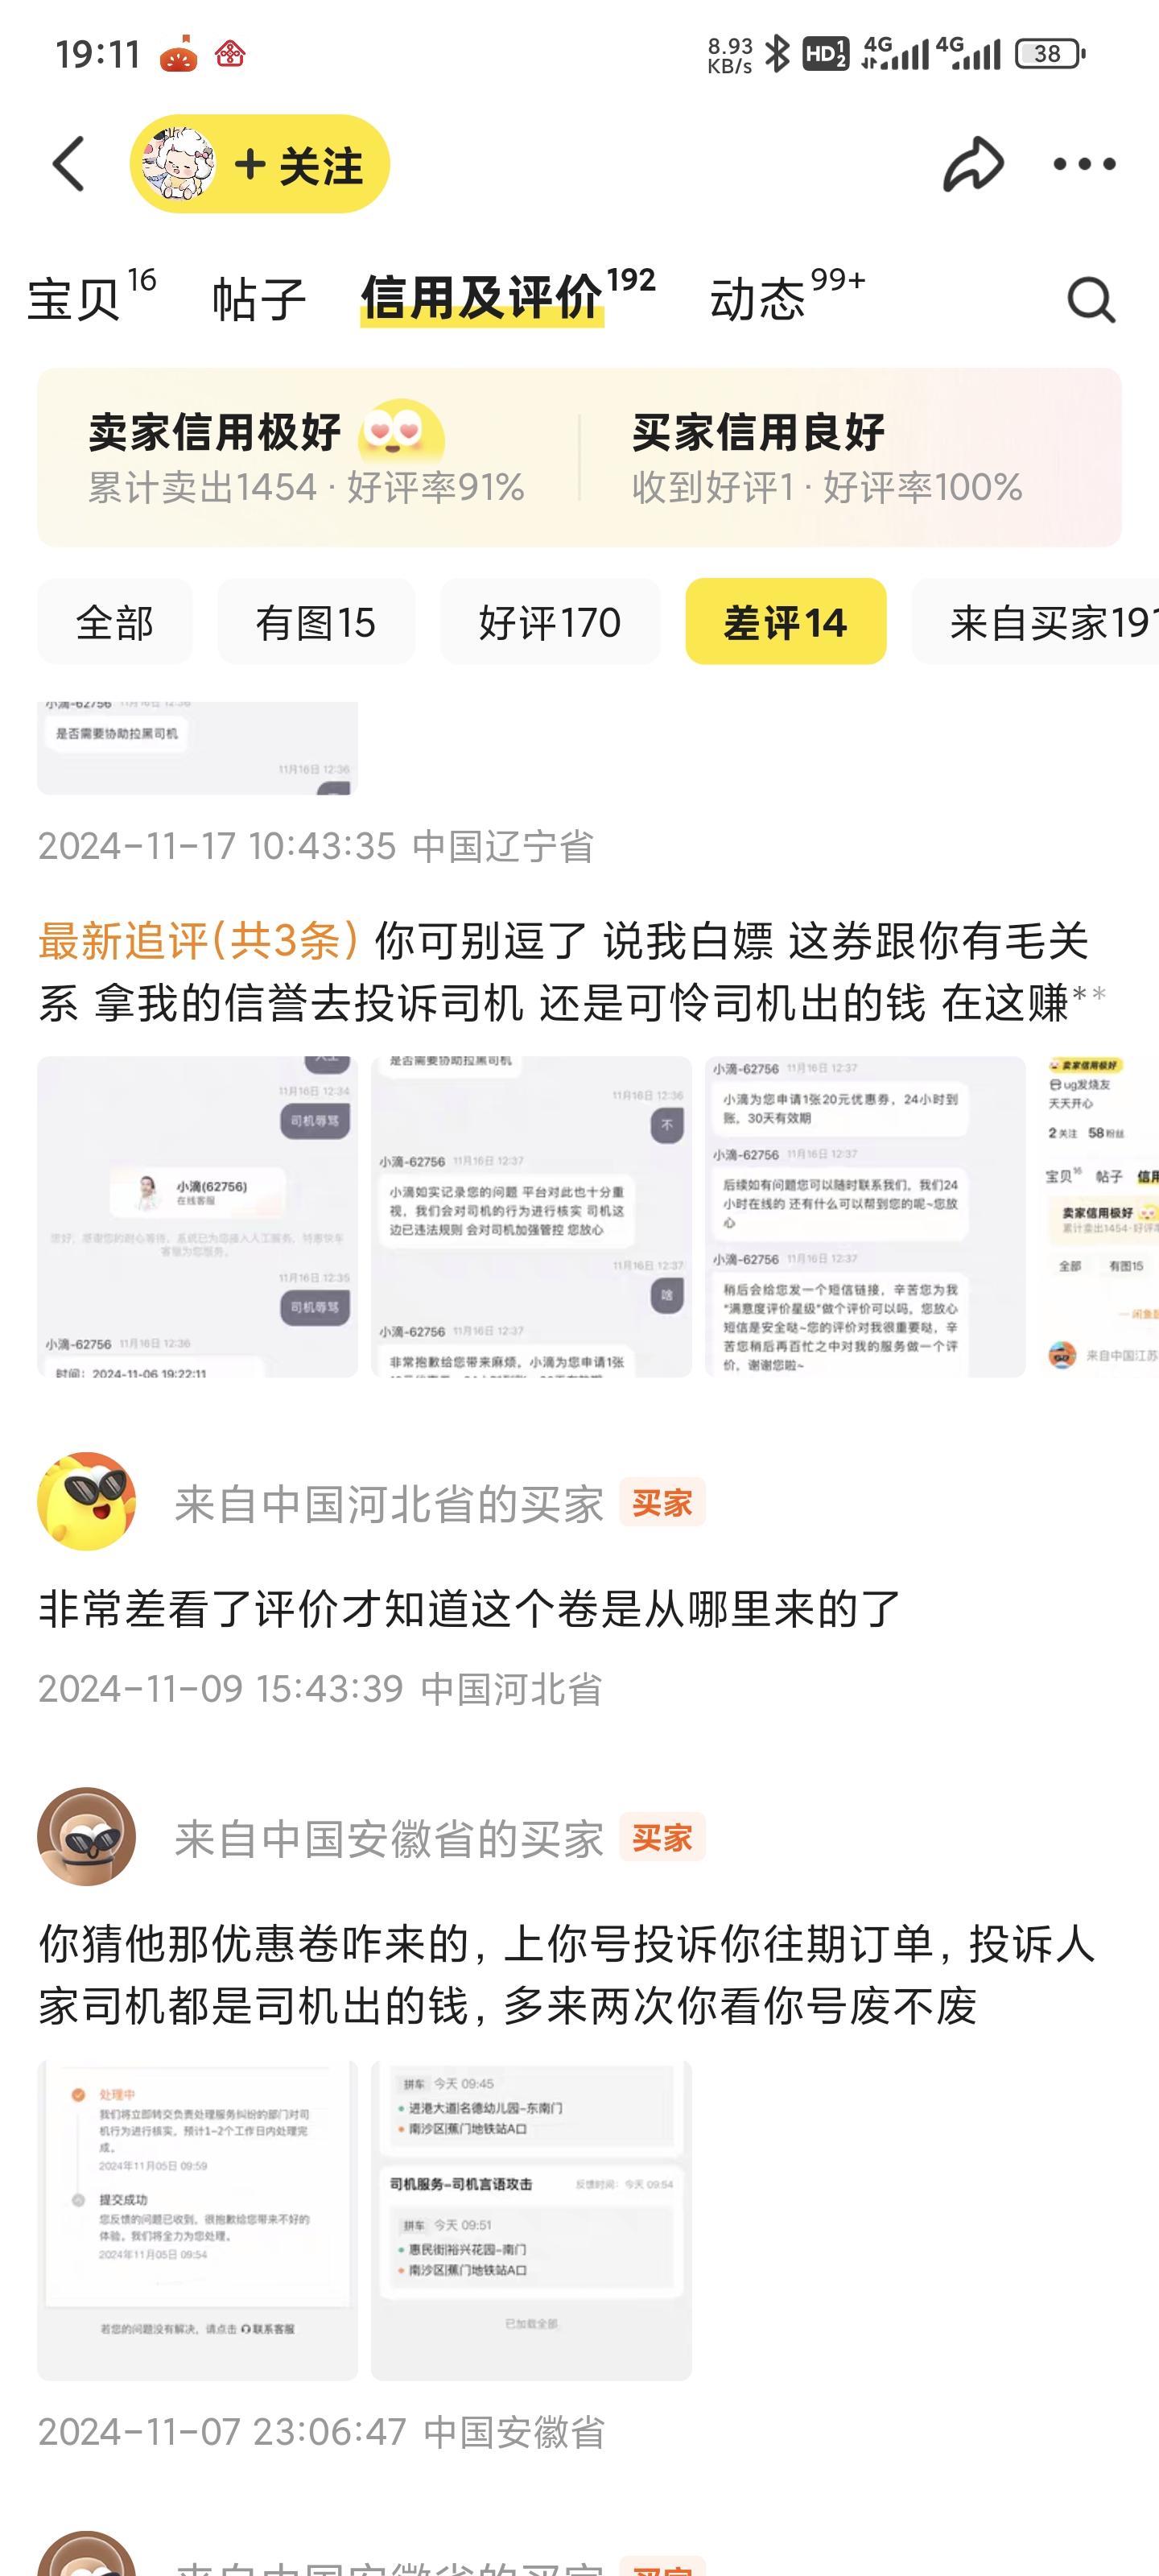 19:11
8.93 KB/s HD 1 2 4G 4G 38
+ 关注
宝贝16 帖子 信用及评价192 动态99+
卖家信用极好 买家信用良好
累计卖出1454 · 好评率91% 收到好评1 · 好评率100%
全部 有图15 好评170 差评14 来自买家191
小滴-62756 11月16日 12:36
是否需要协助拉黑司机
11月16日 12:36
2024-11-17 10:43:35 中国辽宁省
最新追评(共3条) 你可别逗了 说我白嫖 这券跟你有毛关
系 拿我的信誉去投诉司机 还是可怜司机出的钱 在这赚**
11月16日 12:34
司机辱骂
小滴(62756)
在线客服
您好，感谢您的耐心等待，系统已为您接入人工服务，特惠快车
客服为您服务。
11月16日 12:35
司机辱骂
小滴-62756 11月16日 12:36
时间：2024-11-06 19:22:11
是否需要协助拉黑司机
11月16日 12:36
不
小滴-62756 11月16日 12:37
小滴如实记录您的问题 平台对此也十分重
视，我们会对司机的行为进行核实 司机这
边已违法规则 会对司机加强管控 您放心
11月16日 12:37
啥
小滴-62756 11月16日 12:37
非常抱歉给您带来麻烦，小滴为您申请1张
小滴-62756 11月16日 12:37
小滴为您申请1张20元优惠券，24小时到
账，30天有效期
小滴-62756 11月16日 12:37
后续如有问题您可以随时联系我们，我们24
小时在线的 还有什么可以帮到您的呢~您放
心
小滴-62756 11月16日 12:37
稍后会给您发一个短信链接，辛苦您为我
“满意度评价星级”做个评价可以吗，您放心
短信是安全哒~您的评价对我很重要哒，辛
苦您稍后再百忙之中对我的服务做一个评
价，谢谢您啦~
卖家信用极好
ug发烧友
天天开心
2关注 58粉丝
宝贝16 帖子 信用
卖家信用极好
累计卖出1454·好评率
全部 有图15
闲鱼
来自中国江苏
来自中国河北省的买家 买家
非常差看了评价才知道这个卷是从哪里来的了
2024-11-09 15:43:39 中国河北省
来自中国安徽省的买家 买家
你猜他那优惠卷咋来的，上你号投诉你往期订单，投诉人
家司机都是司机出的钱，多来两次你看你号废不废
处理中
我们将立即转交负责处理服务纠纷的部门对司
机行为进行核实，预计1-2个工作日内处理完
成。
2024年11月05日 09:59
提交成功
您反馈的问题已收到，很抱歉给您带来不好的
体验，我们将全力为您处理。
2024年11月05日 09:54
若您的问题没有解决，请点击 联系客服
拼车 今天 09:45
进港大道|名德幼儿园-东南门
南沙区|蕉门地铁站A口
司机服务-司机言语攻击 反馈时间：今天 09:54
拼车 今天 09:51
惠民街|裕兴花园-南门
南沙区|蕉门地铁站A口
已加载全部
2024-11-07 23:06:47 中国安徽省
来自中国安徽省的买家 买家